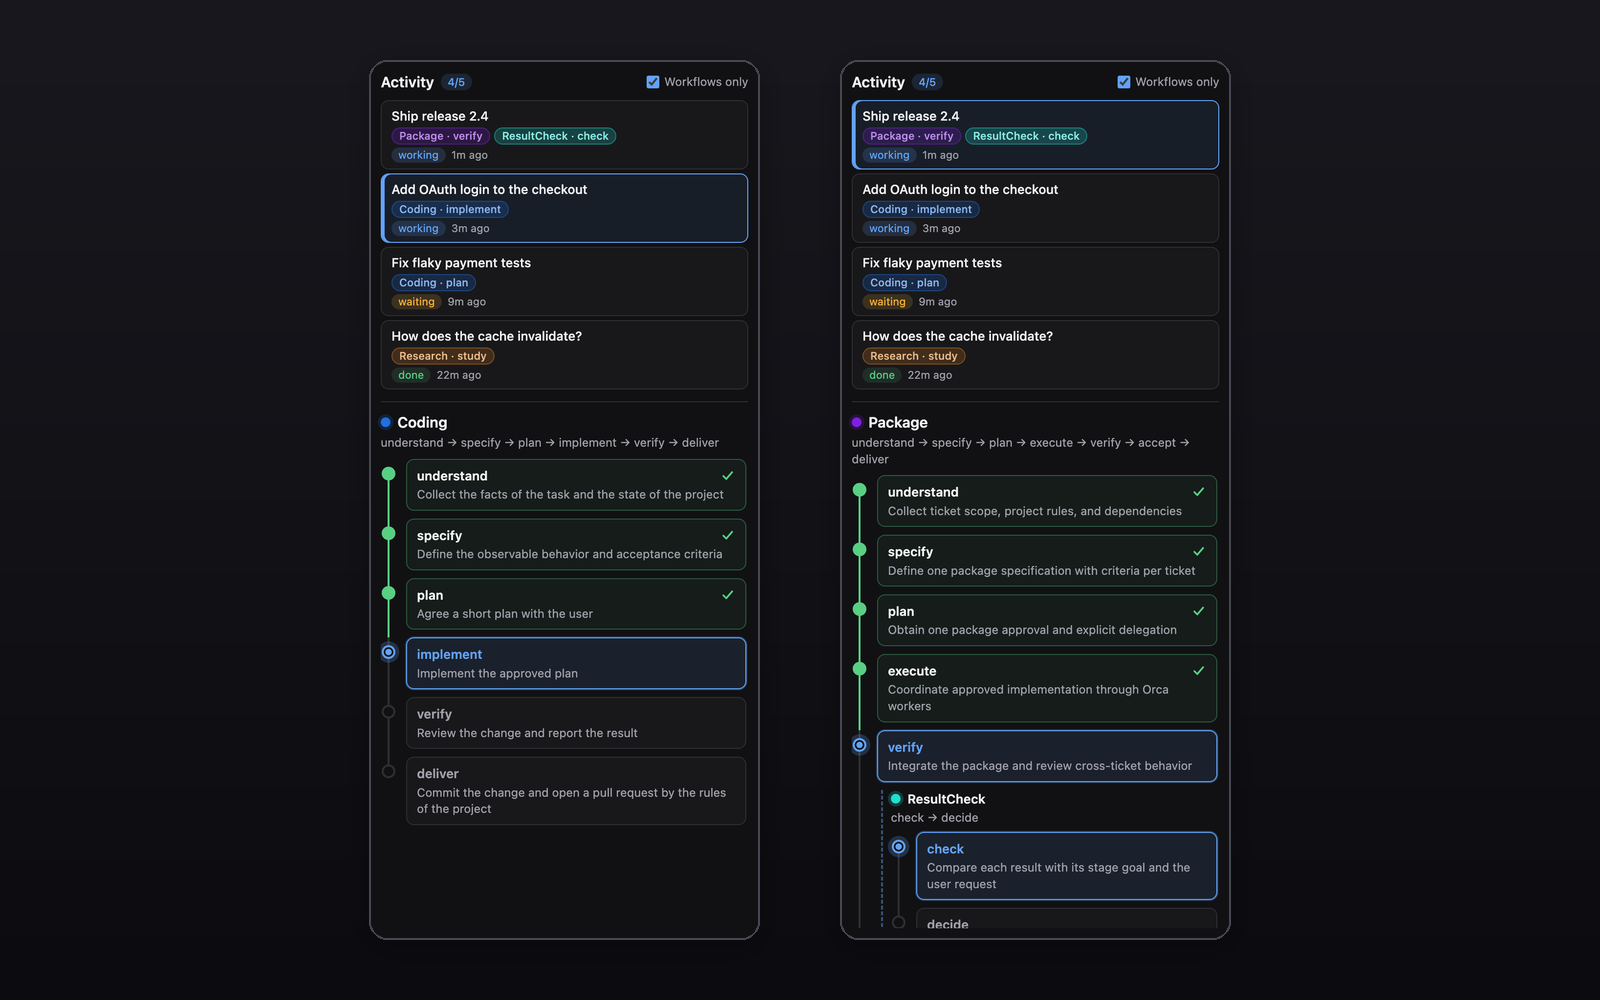 Activity 4/5 Workflows only
Ship release 2.4
Package · verify ResultCheck · check
working 1m ago
Add OAuth login to the checkout
Coding · implement
working 3m ago
Fix flaky payment tests
Coding · plan
waiting 9m ago
How does the cache invalidate?
Research · study
done 22m ago
Coding
understand → specify → plan → implement → verify → deliver
understand
Collect the facts of the task and the state of the project
specify
Define the observable behavior and acceptance criteria
plan
Agree a short plan with the user
implement
Implement the approved plan
verify
Review the change and report the result
deliver
Commit the change and open a pull request by the rules
of the project
Activity 4/5 Workflows only
Ship release 2.4
Package · verify ResultCheck · check
working 1m ago
Add OAuth login to the checkout
Coding · implement
working 3m ago
Fix flaky payment tests
Coding · plan
waiting 9m ago
How does the cache invalidate?
Research · study
done 22m ago
Package
understand → specify → plan → execute → verify → accept →
deliver
understand
Collect ticket scope, project rules, and dependencies
specify
Define one package specification with criteria per ticket
plan
Obtain one package approval and explicit delegation
execute
Coordinate approved implementation through Orca
workers
verify
Integrate the package and review cross-ticket behavior
ResultCheck
check → decide
check
Compare each result with its stage goal and the
user request
decide